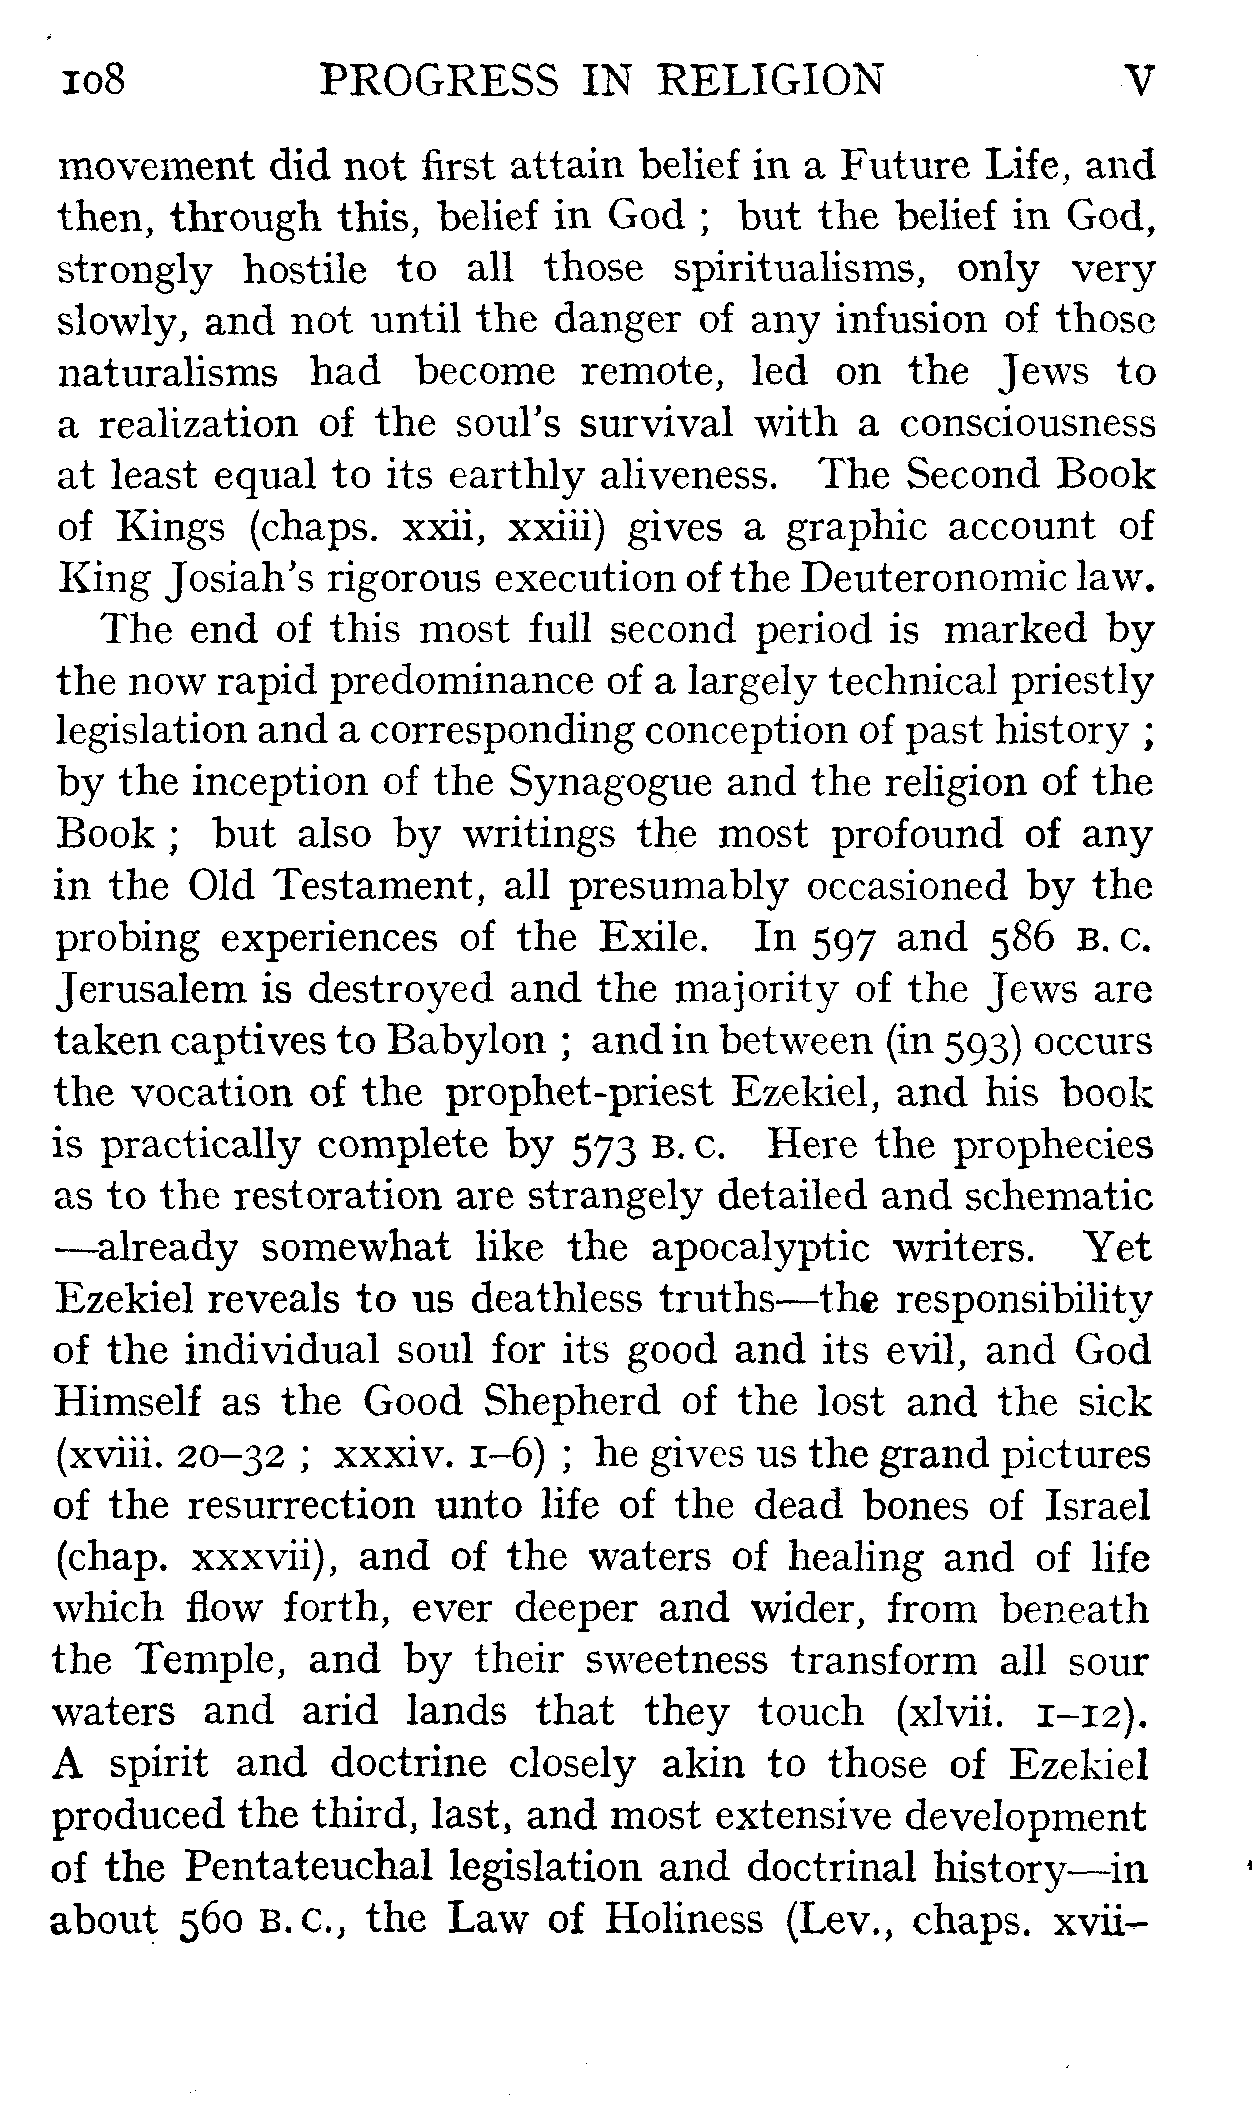 108 PROGRESS IN RELIGION V
movement did not first attain belief in a Future Life, and
then, through this, belief in God ; but the belief in God,
strongly hostile to all those spiritualisms, only very
slowly, and not until the danger of any infusion of those
naturalisms had become remote, led on the Jews to
a realization of the soul's survival with a consciousness
at least equal to its earthly aliveness. The Second Book
of Kings (chaps. xxii, xxiii) gives a graphic account of
King Josiah's rigorous execution of the Deuteronomic law.
The end of this most full second period is marked by
the now rapid predominance of a largely technical priestly
legislation and a corresponding conception of past history ;
by the inception of the Synagogue and the religion of the
Book ; but also by writings the most profound of any
in the Old Testament, all presumably occasioned by the
probing experiences of the Exile. In 597 and 586 B.C.
Jerusalem is destroyed and the majority of the Jews are
taken captives to Babylon ; and in between (in 593) occurs
the vocation of the prophet-priest Ezekiel, and his book
is practically complete by 573 B.C. Here the prophecies
as to the restoration are strangely detailed and schematic
—already somewhat like the apocalyptic writers. Yet
Ezekiel reveals to us deathless truths—the responsibility
of the individual soul for its good and its evil, and God
Himself as the Good Shepherd of the lost and the sick
(xviii. 20–32 ; xxxiv. 1–6) ; he gives us the grand pictures
of the resurrection unto life of the dead bones of Israel
(chap. xxxvii), and of the waters of healing and of life
which flow forth, ever deeper and wider, from beneath
the Temple, and by their sweetness transform all sour
waters and arid lands that they touch (xlvii. 1–12).
A spirit and doctrine closely akin to those of Ezekiel
produced the third, last, and most extensive development
of the Pentateuchal legislation and doctrinal history—in
about 560 B.C., the Law of Holiness (Lev., chaps. xvii–